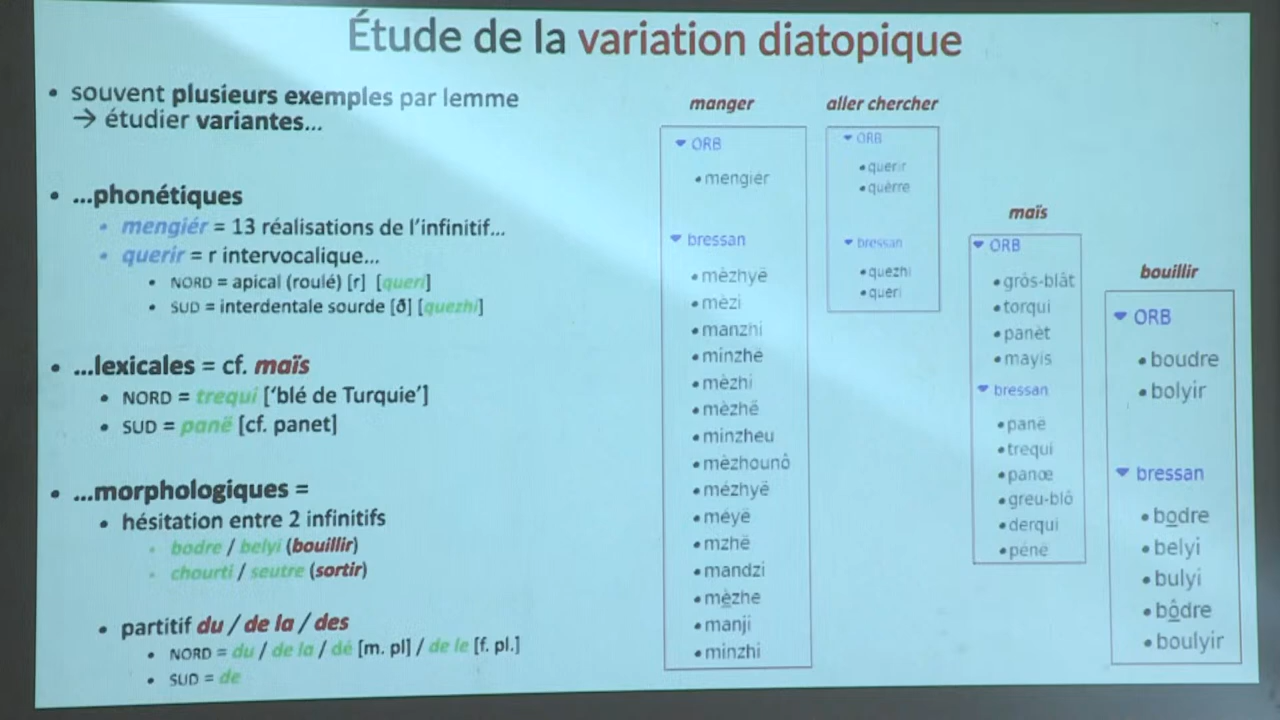 Étude de la variation diatopique
• souvent plusieurs exemples par lemme
→ étudier variantes...
• ...phonétiques
• mengiér = 13 réalisations de l'infinitif...
• querir = r intervocalique...
• NORD = apical (roulé) [r] [queri]
• SUD = interdentale sourde [ð] [quezhi]
• ...lexicales = cf. maïs
• NORD = trequi ['blé de Turquie']
• SUD = panë [cf. panet]
• ...morphologiques =
• hésitation entre 2 infinitifs
• bodre / belyi (bouillir)
• chourti / seutre (sortir)
• partitif du / de la / des
• NORD = du / de la / dé [m. pl] / de le [f. pl.]
• SUD = de
manger
ORB
• mengiér
bressan
• mèzhyë
• mèzi
• manzhi
• minzhë
• mèzhi
• mèzhë
• minzheu
• mèzhounô
• mézhyë
• méyë
• mzhë
• mandzi
• mèzhe
• manji
• minzhi
aller chercher
ORB
• querir
• quèrre
bressan
• quezhi
• queri
maïs
ORB
• grôs-blât
• torqui
• panèt
• mayis
bressan
• panë
• trequi
• panœ
• greu-blô
• derqui
• pénë
bouillir
ORB
• boudre
• bolyir
bressan
• bodre
• belyi
• bulyi
• bôdre
• boulyir